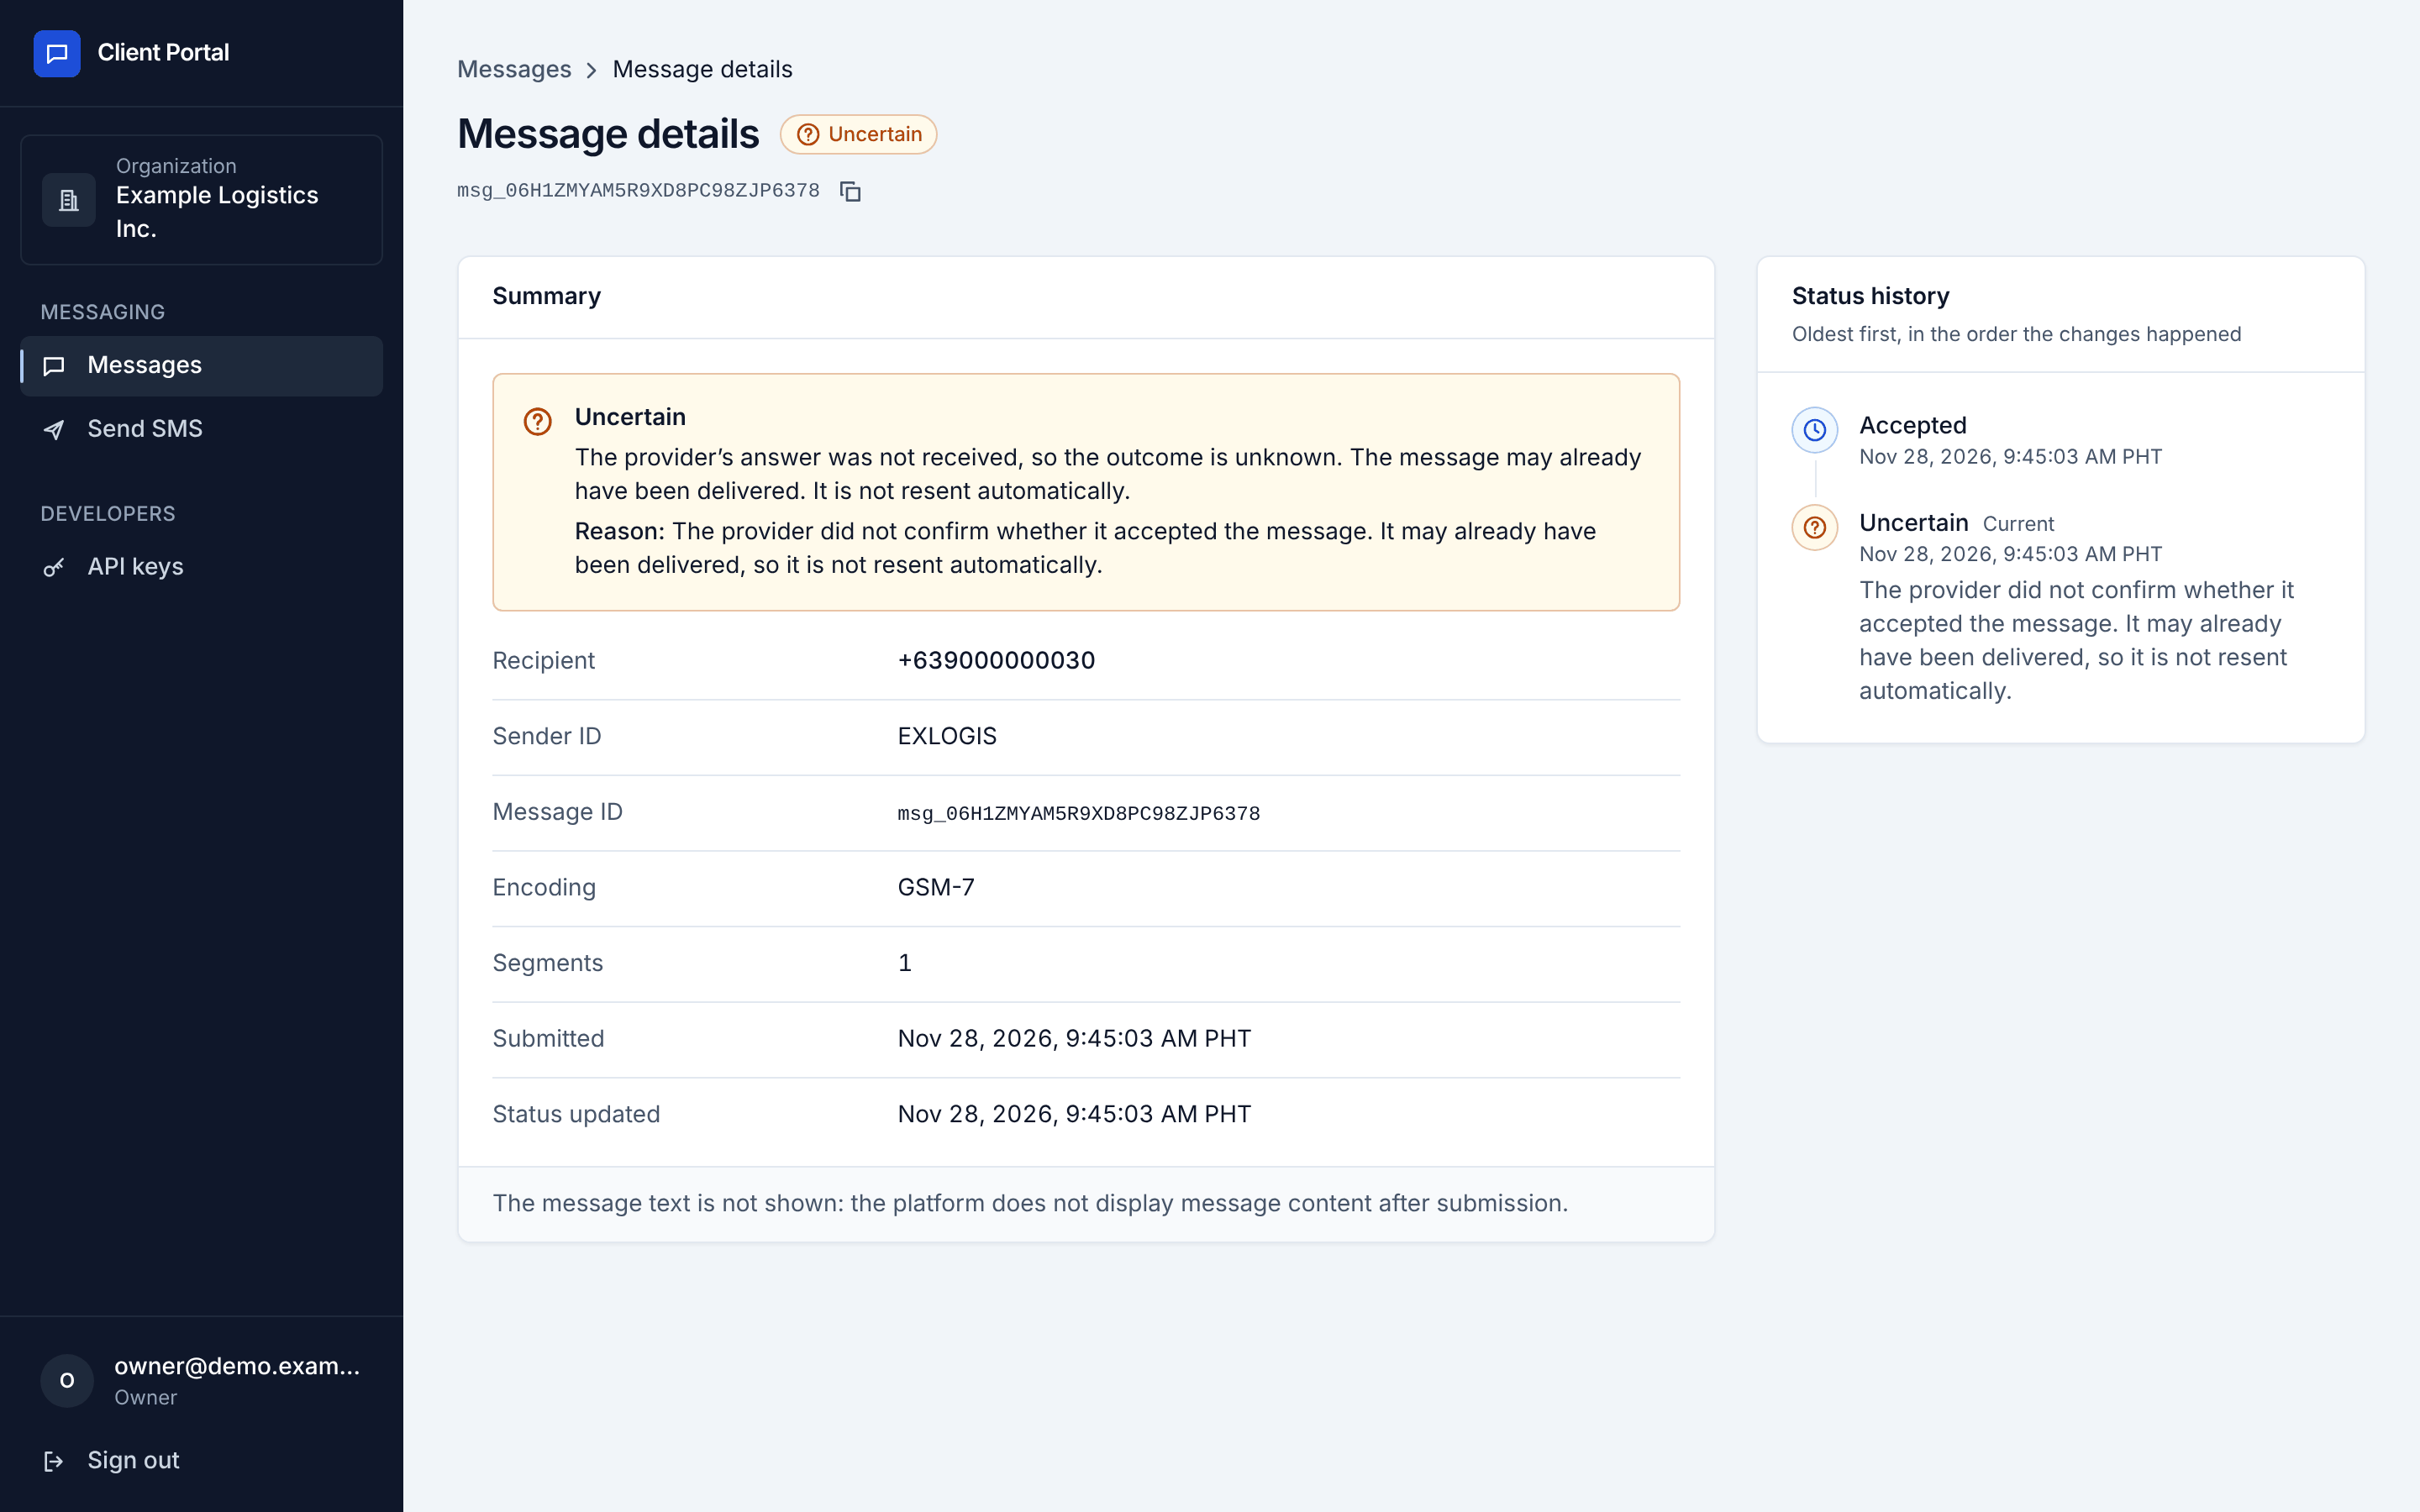 Client Portal
Organization
Example Logistics
Inc.
MESSAGING
Messages
Send SMS
DEVELOPERS
API keys
O
owner@demo.exam...
Owner
Sign out
Messages > Message details
Message details
Uncertain
msg_06H1ZMYAM5R9XD8PC98ZJP6378
Summary
Uncertain
The provider’s answer was not received, so the outcome is unknown. The message may already
have been delivered. It is not resent automatically.
Reason: The provider did not confirm whether it accepted the message. It may already have
been delivered, so it is not resent automatically.
Recipient +639000000030
Sender ID EXLOGIS
Message ID msg_06H1ZMYAM5R9XD8PC98ZJP6378
Encoding GSM-7
Segments 1
Submitted Nov 28, 2026, 9:45:03 AM PHT
Status updated Nov 28, 2026, 9:45:03 AM PHT
The message text is not shown: the platform does not display message content after submission.
Status history
Oldest first, in the order the changes happened
Accepted
Nov 28, 2026, 9:45:03 AM PHT
Uncertain Current
Nov 28, 2026, 9:45:03 AM PHT
The provider did not confirm whether it
accepted the message. It may already
have been delivered, so it is not resent
automatically.